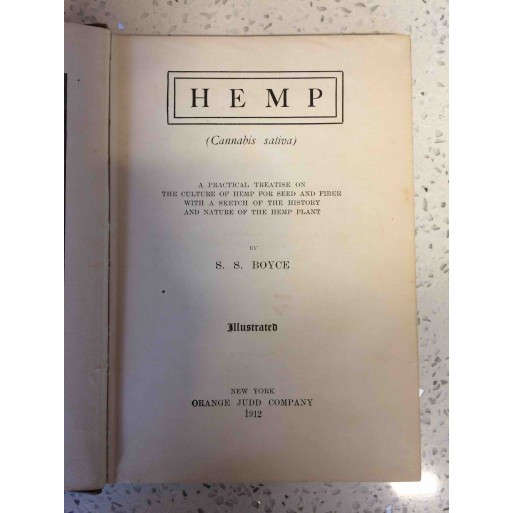 HEMP
(Cannabis sativa)
A PRACTICAL TREATISE ON
THE CULTURE OF HEMP FOR SEED AND FIBER
WITH A SKETCH OF THE HISTORY
AND NATURE OF THE HEMP PLANT
BY
S. S. BOYCE
Illustrated
NEW YORK
ORANGE JUDD COMPANY
1912